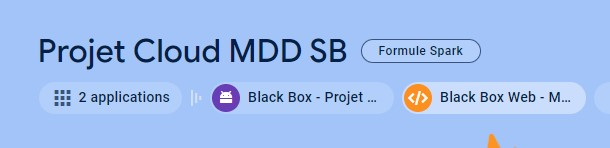 Projet Cloud MDD SB Formule Spark
2 applications Black Box - Projet ... Black Box Web - M...